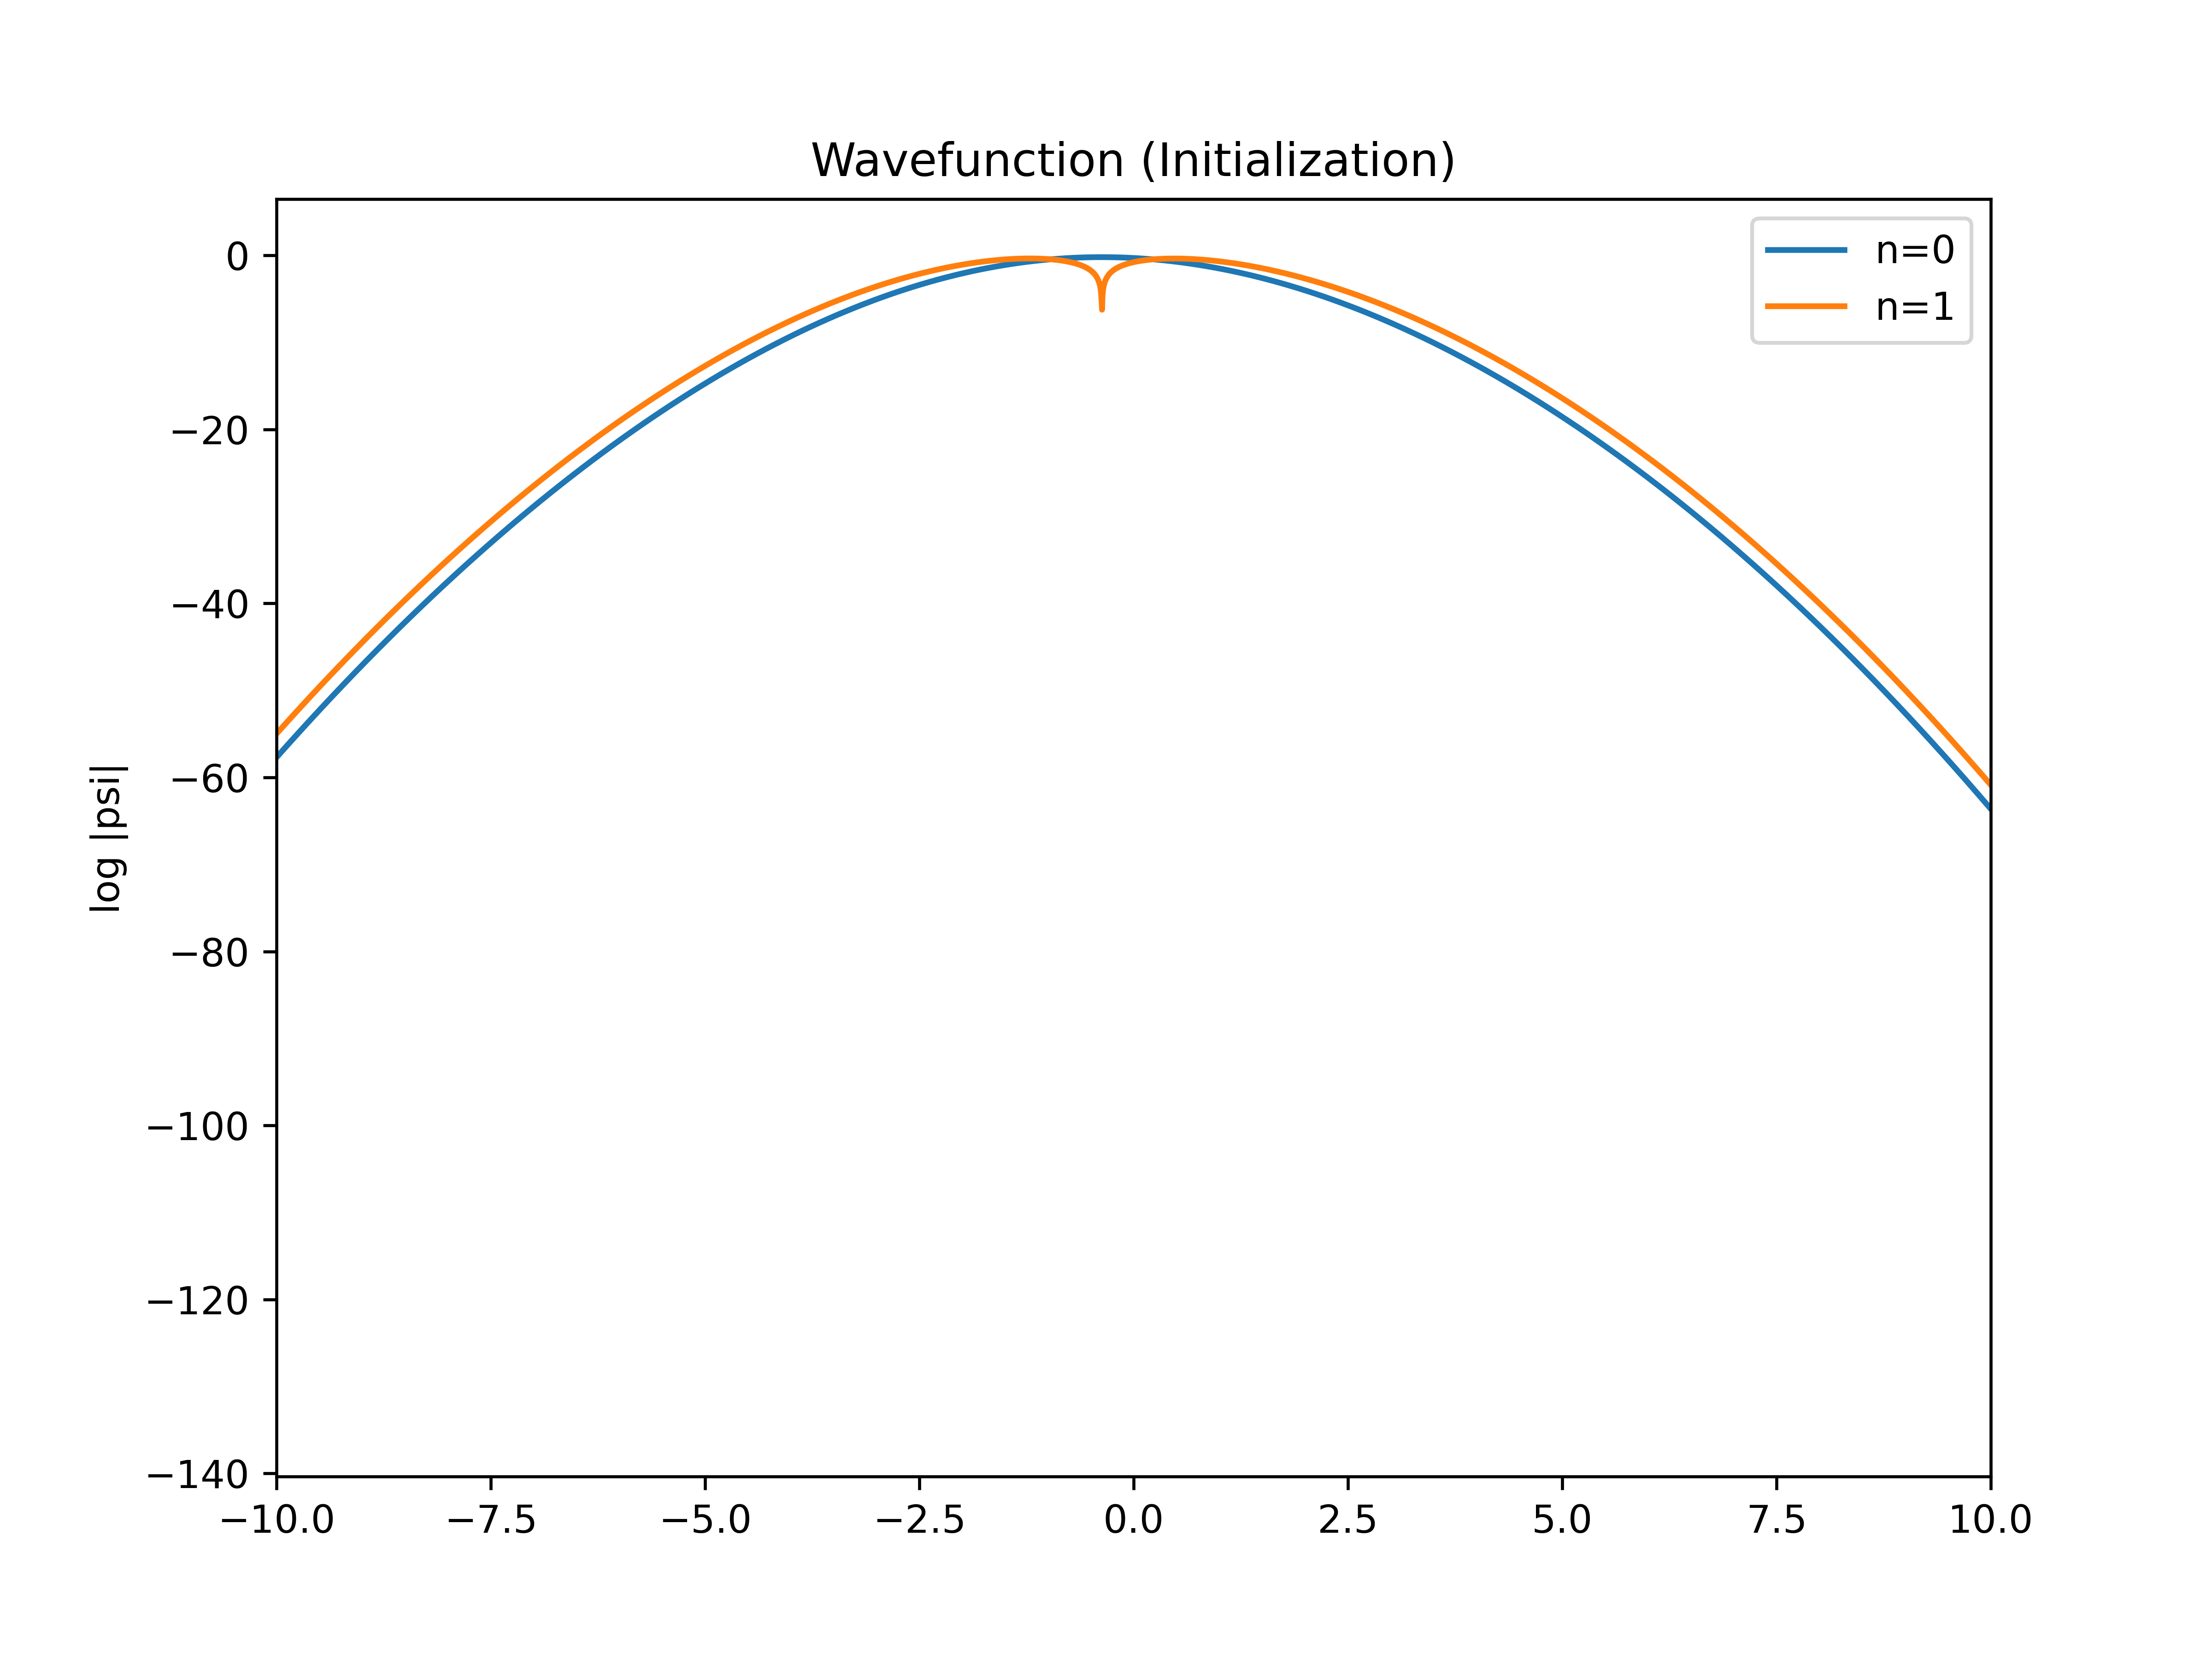 Wavefunction (Initialization)
n=0
n=1
0
−20
−40
−60
−80
−100
−120
−140
log |psi|
−10.0 −7.5 −5.0 −2.5 0.0 2.5 5.0 7.5 10.0